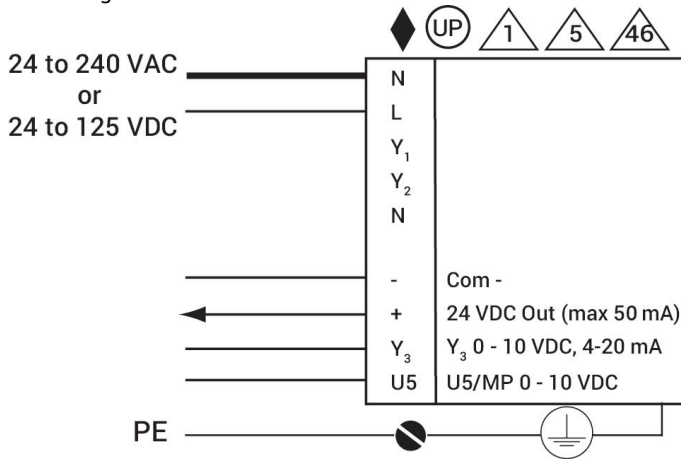 UP 1 5 46
24 to 240 VAC
or
24 to 125 VDC
N
L
Y₁
Y₂
N
- Com -
+ 24 VDC Out (max 50 mA)
Y₃ Y₃ 0 - 10 VDC, 4-20 mA
U5 U5/MP 0 - 10 VDC
PE